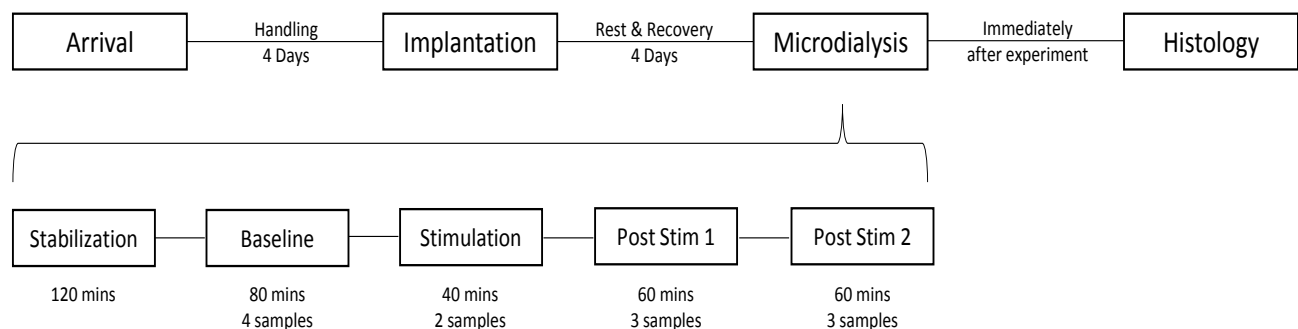 Arrival
Handling
4 Days
Implantation
Rest & Recovery
4 Days
Microdialysis
Immediately
after experiment
Histology
Stabilization
Baseline
Stimulation
Post Stim 1
Post Stim 2
120 mins
80 mins
4 samples
40 mins
2 samples
60 mins
3 samples
60 mins
3 samples